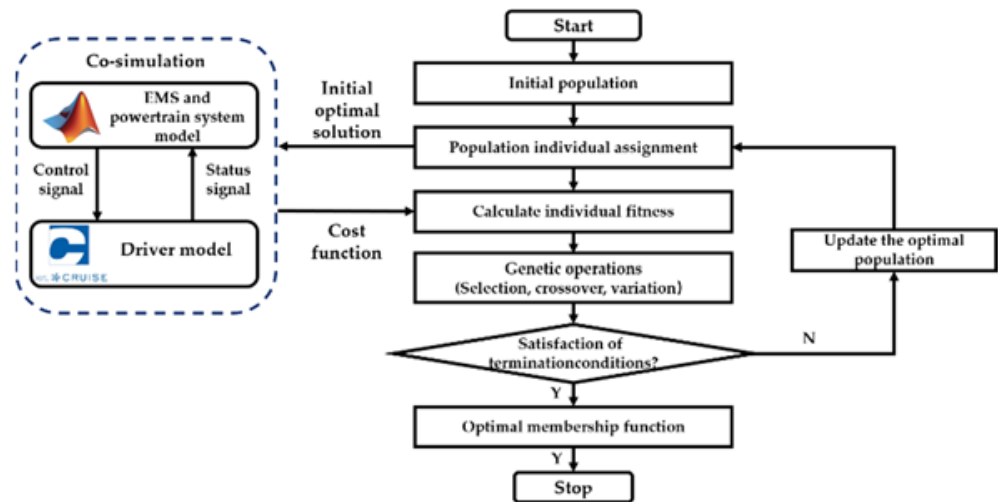 Start
Initial population
Population individual assignment
Calculate individual fitness
Genetic operations
(Selection, crossover, variation)
Satisfaction of
terminationconditions?
Y
N
Update the optimal
population
Optimal membership function
Y
Stop
Co-simulation
EMS and
powertrain system
model
Control
signal
Status
signal
Driver model
CRUISE
Initial
optimal
solution
Cost
function